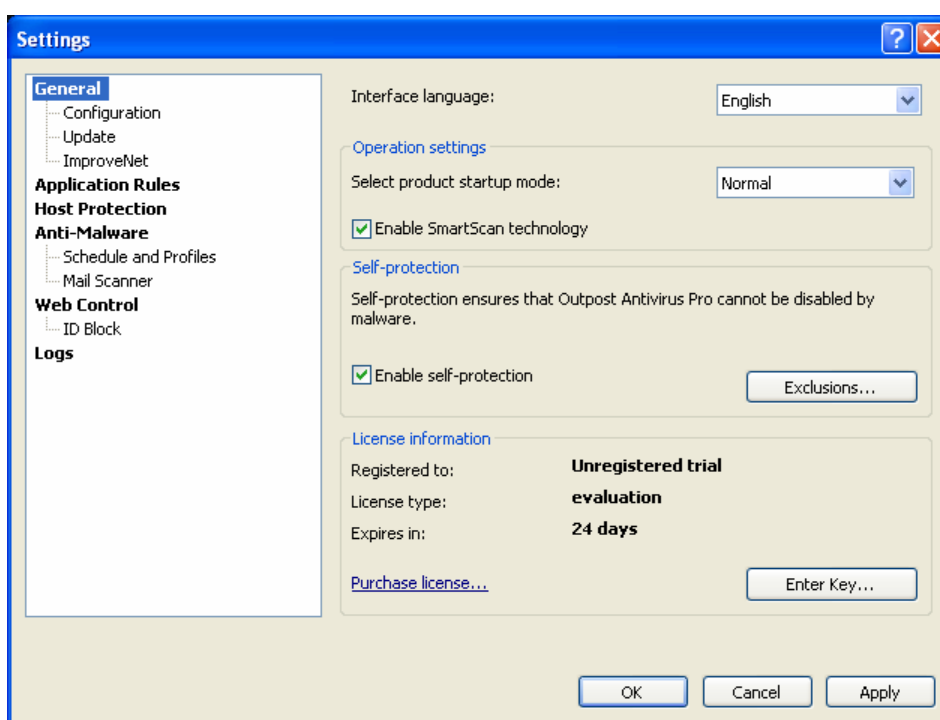 Settings
General
Configuration
Update
ImproveNet
Application Rules
Host Protection
Anti-Malware
Schedule and Profiles
Mail Scanner
Web Control
ID Block
Logs
Interface language: English
Operation settings
Select product startup mode: Normal
Enable SmartScan technology
Self-protection
Self-protection ensures that Outpost Antivirus Pro cannot be disabled by
malware.
Enable self-protection
Exclusions...
License information
Registered to: Unregistered trial
License type: evaluation
Expires in: 24 days
Purchase license... Enter Key...
OK Cancel Apply